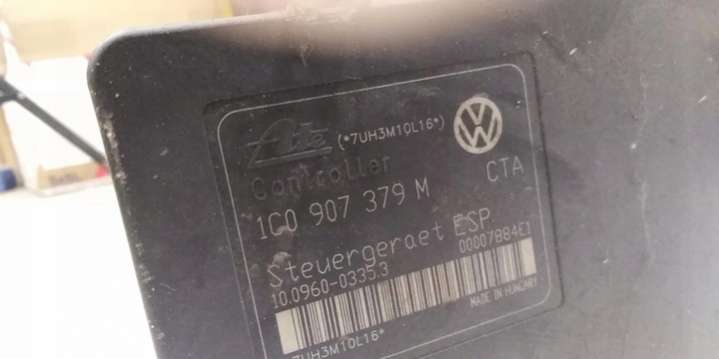 Ate (*7UH3M10L16*)
Controller
1C0 907 379 M CTA
Steuergeraet ESP
10.0960-0335.3 00007884E1
MADE IN HUNGARY
*7UH3M10L16*